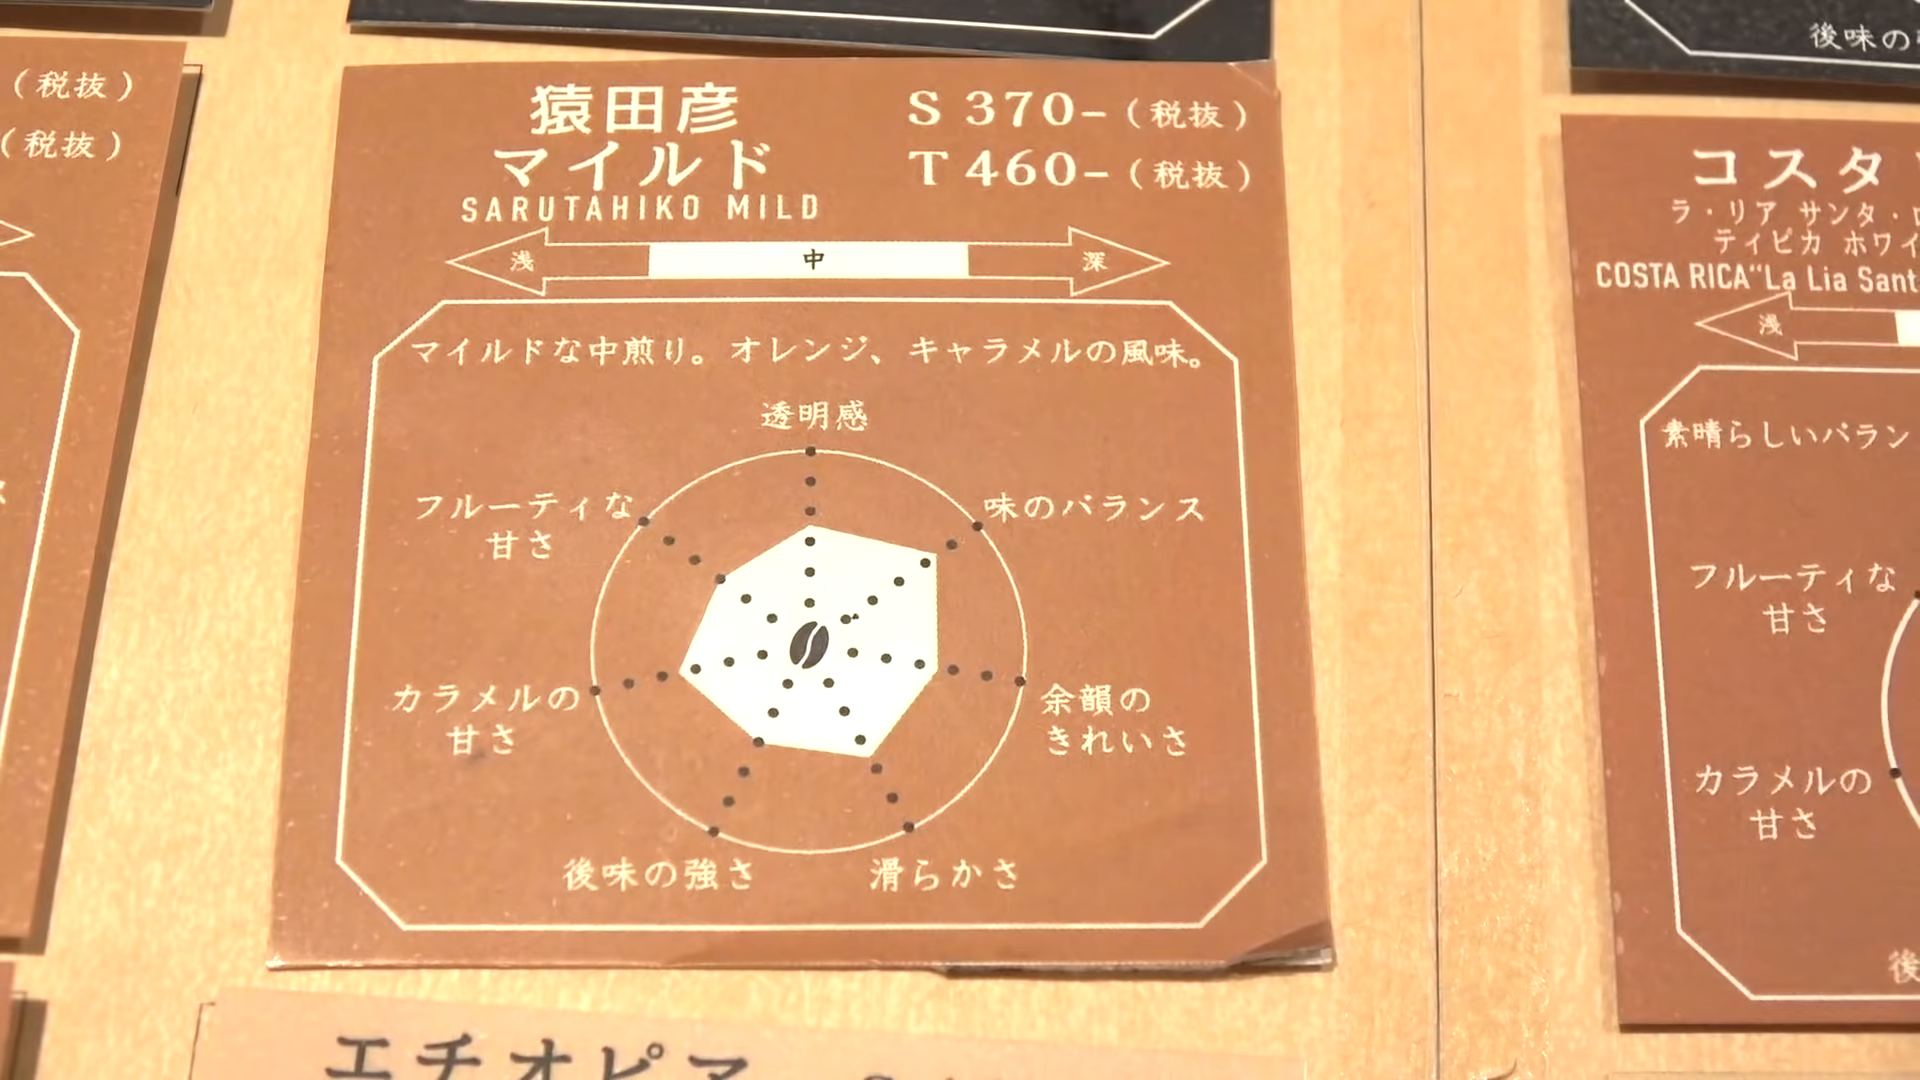 (税抜)
(税抜)
猿田彦
マイルド
SARUTAHIKO MILD
S 370-(税抜)
T 460-(税抜)
浅 中 深
マイルドな中煎り。オレンジ、キャラメルの風味。
透明感
フルーティな
甘さ
味のバランス
カラメルの
甘さ
余韻の
きれいさ
後味の強さ
滑らかさ
後味の
コスタ
ラ・リア サンタ・
ティピカ ホワイ
COSTA RICA“La Lia Sant
浅
素晴らしいバラン
フルーティな
甘さ
カラメルの
甘さ
後
エチオピア